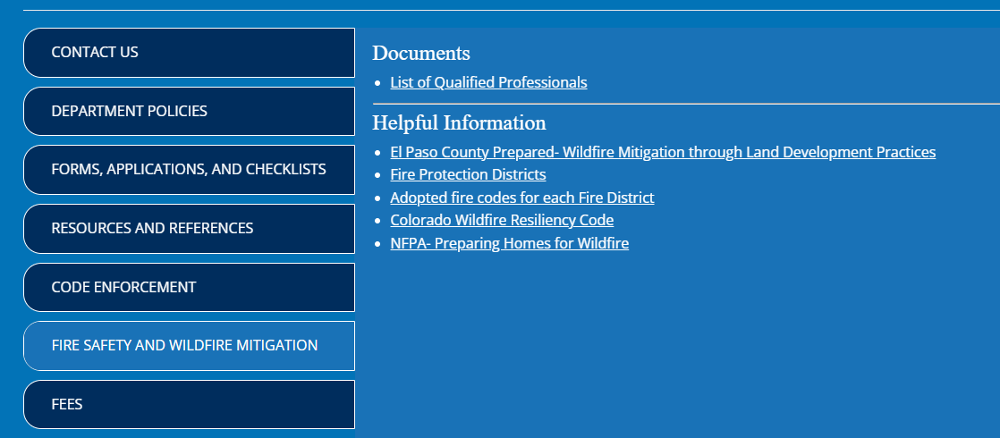 CONTACT US
DEPARTMENT POLICIES
FORMS, APPLICATIONS, AND CHECKLISTS
RESOURCES AND REFERENCES
CODE ENFORCEMENT
FIRE SAFETY AND WILDFIRE MITIGATION
FEES
Documents
List of Qualified Professionals
Helpful Information
El Paso County Prepared- Wildfire Mitigation through Land Development Practices
Fire Protection Districts
Adopted fire codes for each Fire District
Colorado Wildfire Resiliency Code
NFPA- Preparing Homes for Wildfire